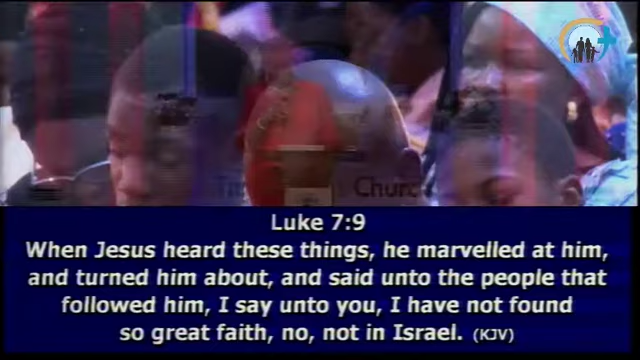 Church
Luke 7:9
When Jesus heard these things, he marvelled at him,
and turned him about, and said unto the people that
followed him, I say unto you, I have not found
so great faith, no, not in Israel. (KJV)